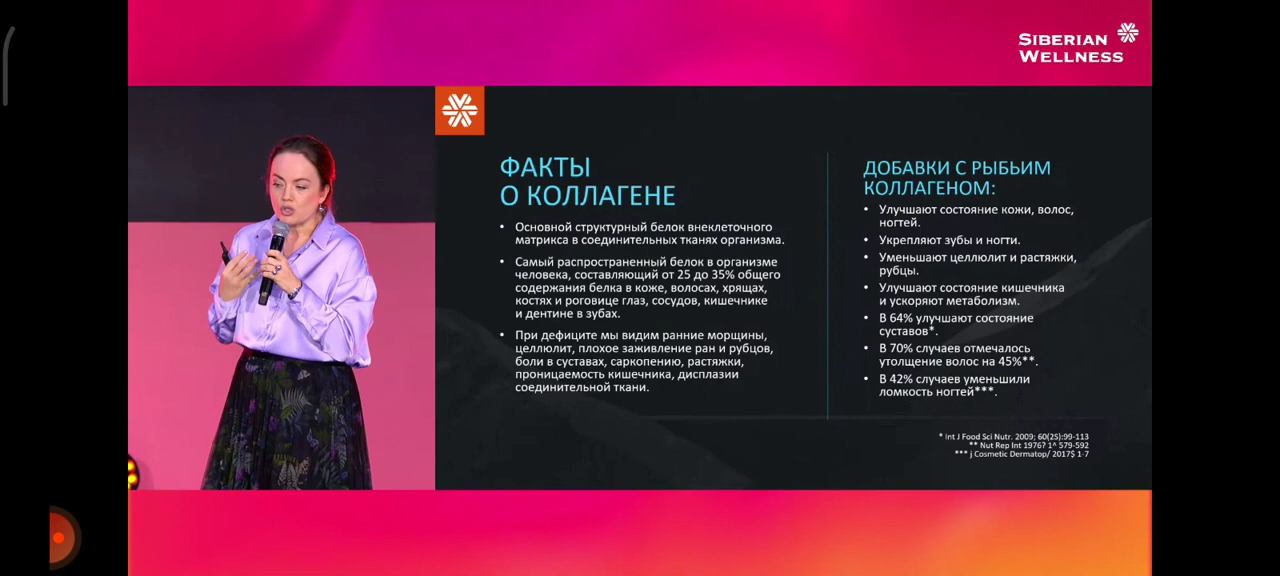 SIBERIAN
WELLNESS
ФАКТЫ
О КОЛЛАГЕНЕ
• Основной структурный белок внеклеточного
матрикса в соединительных тканях организма.
• Самый распространенный белок в организме
человека, составляющий от 25 до 35% общего
содержания белка в коже, волосах, хрящах,
костях и роговице глаз, сосудов, кишечнике
и дентине в зубах.
• При дефиците мы видим ранние морщины,
целлюлит, плохое заживление ран и рубцов,
боли в суставах, саркопению, растяжки,
проницаемость кишечника, дисплазии
соединительной ткани.
ДОБАВКИ С РЫБЬИМ
КОЛЛАГЕНОМ:
• Улучшают состояние кожи, волос,
ногтей.
• Укрепляют зубы и ногти.
• Уменьшают целлюлит и растяжки,
рубцы.
• Улучшают состояние кишечника
и ускоряют метаболизм.
• В 64% улучшают состояние
суставов*.
• В 70% случаев отмечалось
утолщение волос на 45%**.
• В 42% случаев уменьшили
ломкость ногтей***.
* Int J Food Sci Nutr. 2009; 60(2S):99-113
** Nut Rep Int 1976? 1^ 579-592
*** j Cosmetic Dermatop/ 2017$ 1-7